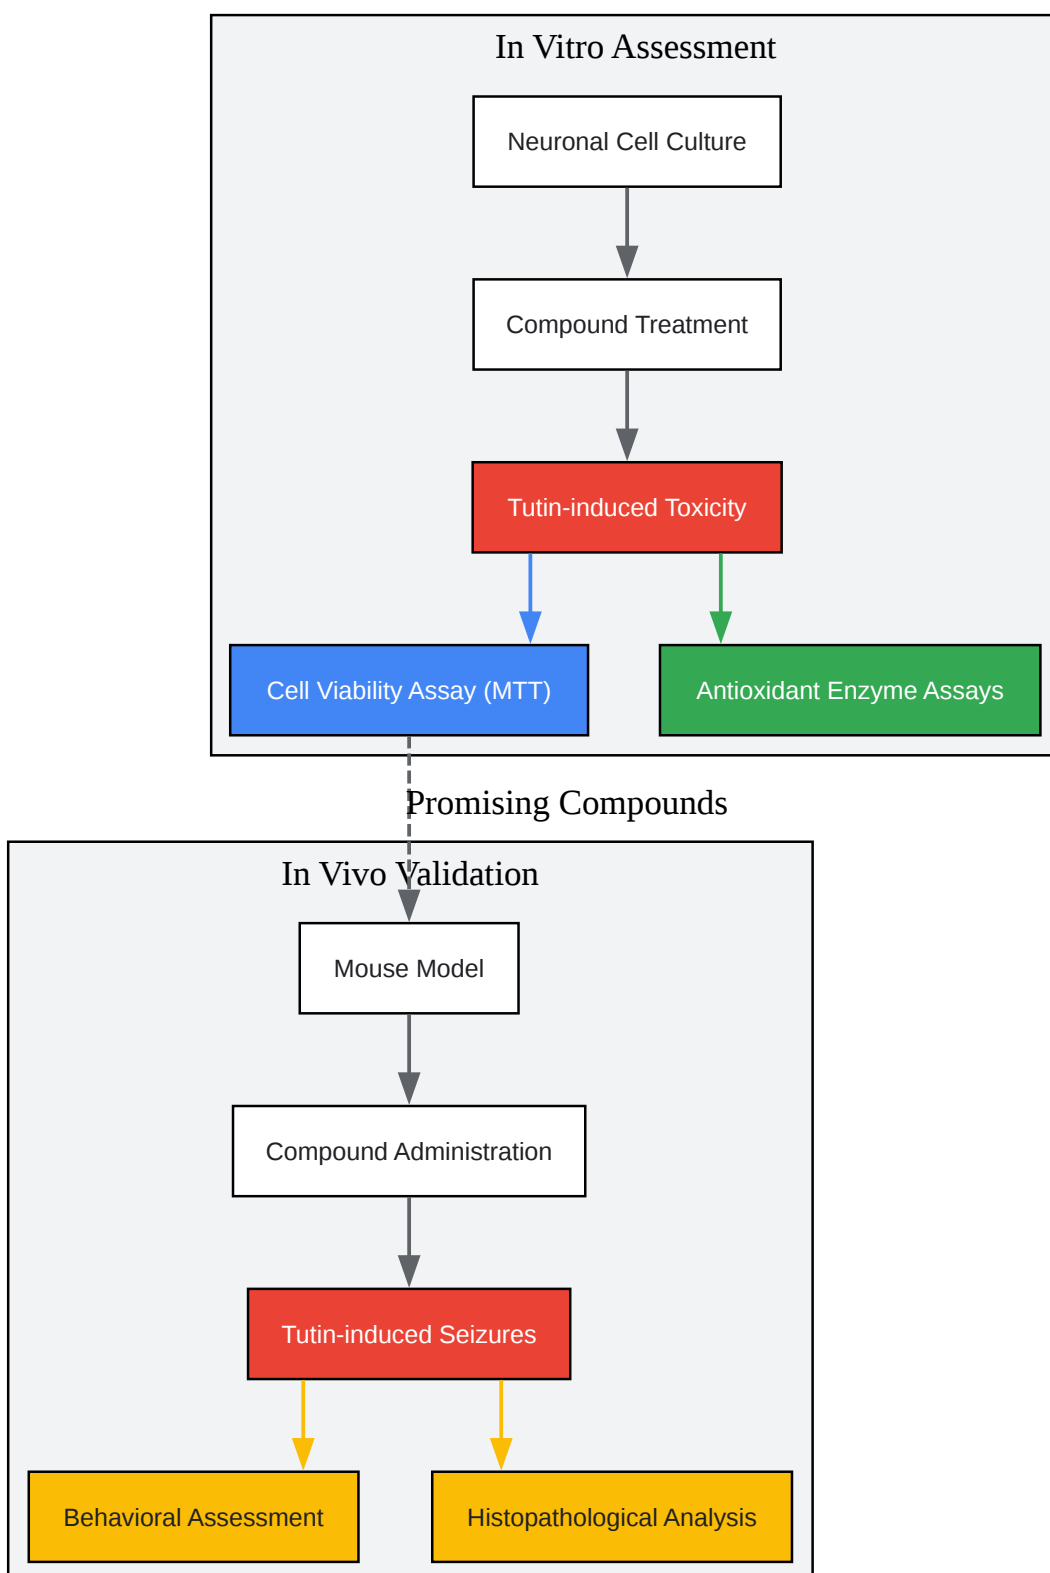 In Vitro Assessment
Neuronal Cell Culture
Compound Treatment
Tutin-induced Toxicity
Cell Viability Assay (MTT)
Antioxidant Enzyme Assays
Promising Compounds
In Vivo Validation
Mouse Model
Compound Administration
Tutin-induced Seizures
Behavioral Assessment
Histopathological Analysis